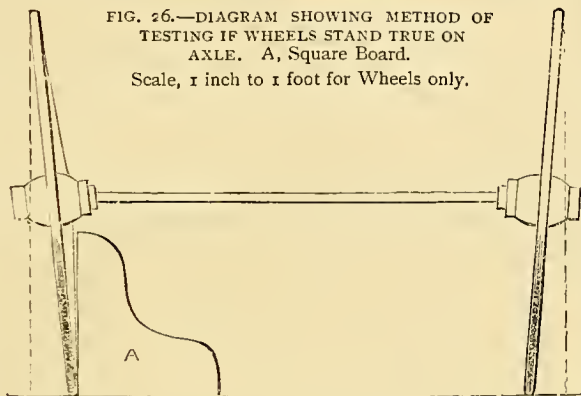 FIG. 26.—DIAGRAM SHOWING METHOD OF
TESTING IF WHEELS STAND TRUE ON
AXLE. A, Square Board.
Scale, 1 inch to 1 foot for Wheels only.
A